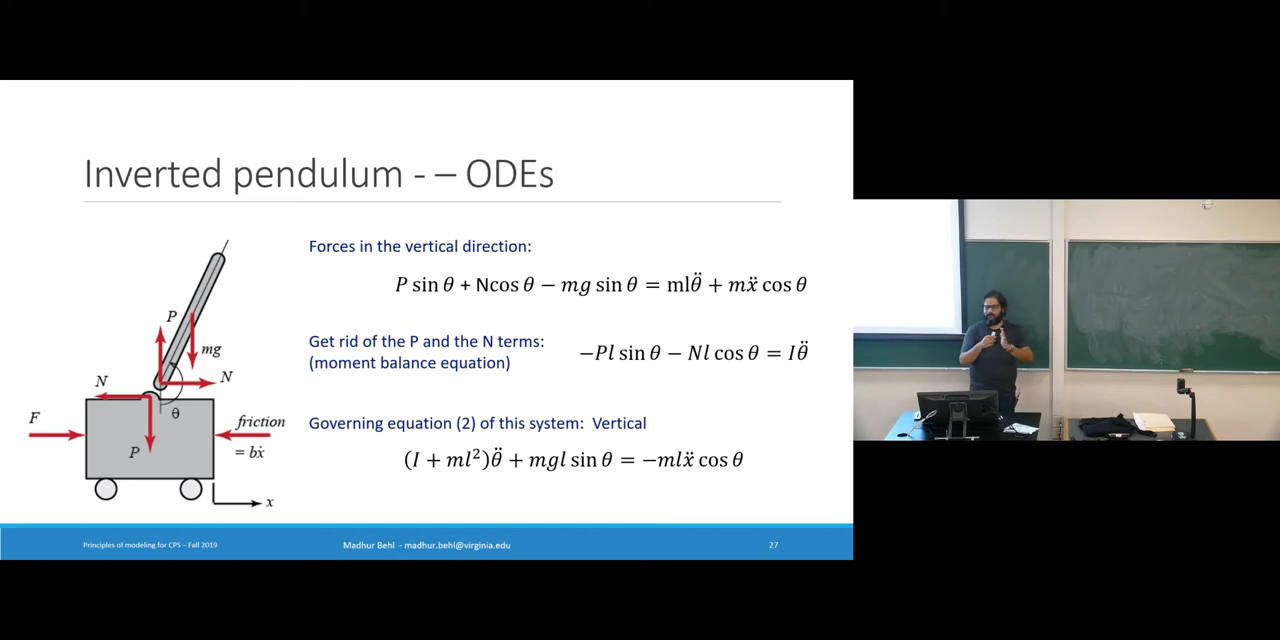 Inverted pendulum - – ODEs
Forces in the vertical direction:
P sin θ + Ncos θ − mg sin θ = mlθ̈ + mẍ cos θ
Get rid of the P and the N terms:
(moment balance equation)
−Pl sin θ − Nl cos θ = Iθ̈
Governing equation (2) of this system: Vertical
(I + ml²)θ̈ + mgl sin θ = −mlẍ cos θ
P
mg
N
N
θ
F
friction
= bẋ
P
x
Principles of modeling for CPS – Fall 2019
Madhur Behl - madhur.behl@virginia.edu
27